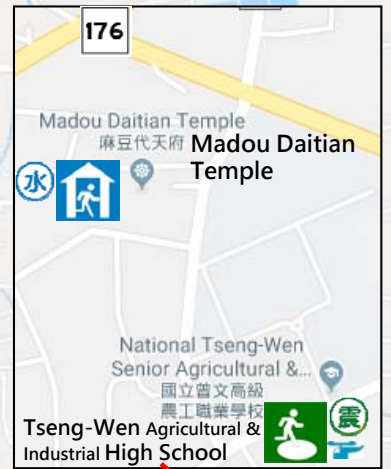 176
Madou Daitian Temple
麻豆代天府
Madou Daitian
Temple
水
National Tseng-Wen
Senior Agricultural &...
國立曾文高級
農工職業學校
震
Tseng-Wen Agricultural &
Industrial High School